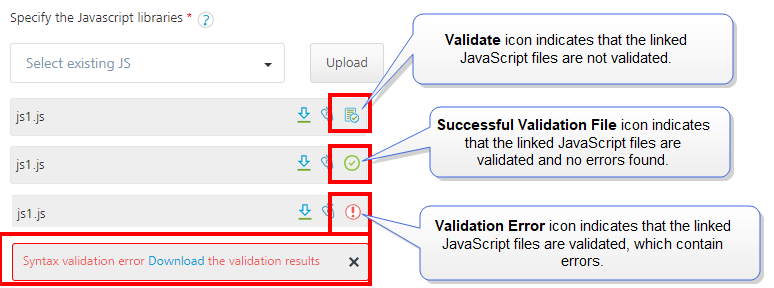 Specify the Javascript libraries * ?
Select existing JS
Upload
Validate icon indicates that the linked
JavaScript files are not validated.
js1.js
Successful Validation File icon indicates
that the linked JavaScript files are
validated and no errors found.
js1.js
js1.js
Validation Error icon indicates that the linked
JavaScript files are validated, which contain
errors.
Syntax validation error Download the validation results